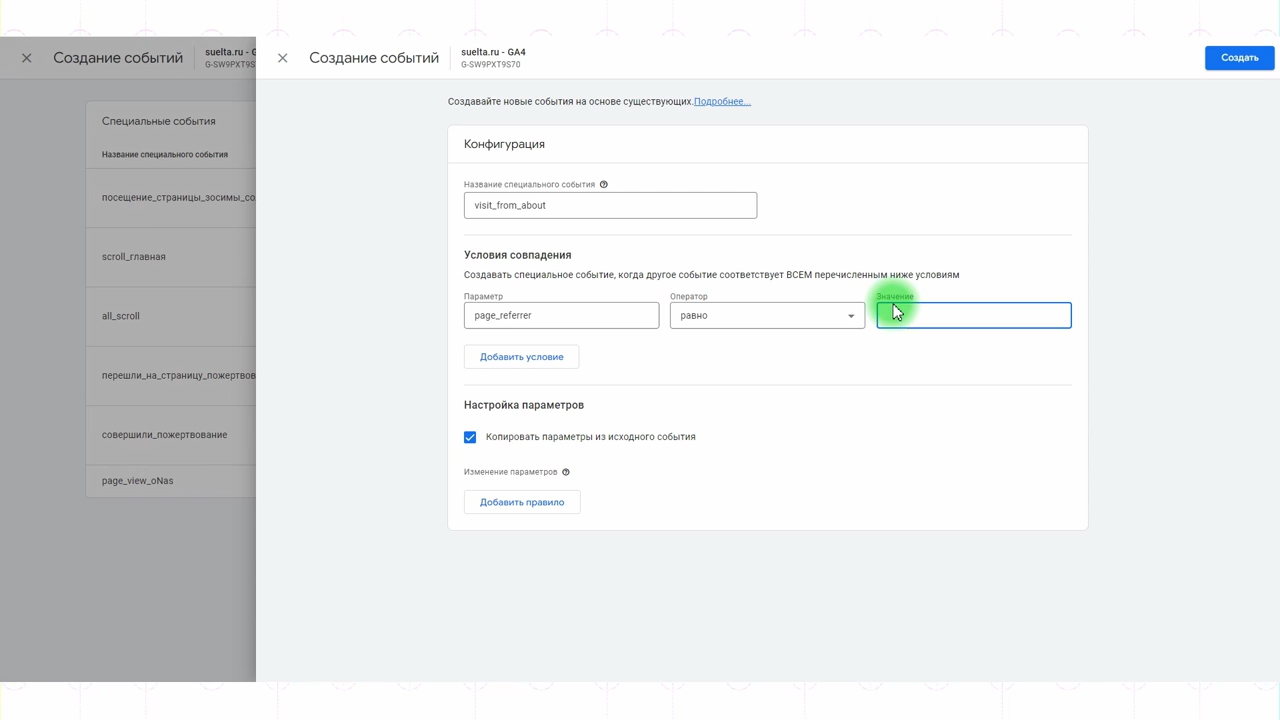 Создание событий
suelta.ru - G
G-SW9PXT9S
Специальные события
Название специального события
посещение_страницы_зосимы_со
scroll_главная
all_scroll
перешли_на_страницу_пожертвов
совершили_пожертвование
page_view_oNas
Создание событий
suelta.ru - GA4
G-SW9PXT9S70
Создать
Создавайте новые события на основе существующих.Подробнее...
Конфигурация
Название специального события
visit_from_about
Условия совпадения
Создавать специальное событие, когда другое событие соответствует ВСЕМ перечисленным ниже условиям
Параметр
Оператор
Значение
page_referrer
равно
Добавить условие
Настройка параметров
Копировать параметры из исходного события
Изменение параметров
Добавить правило